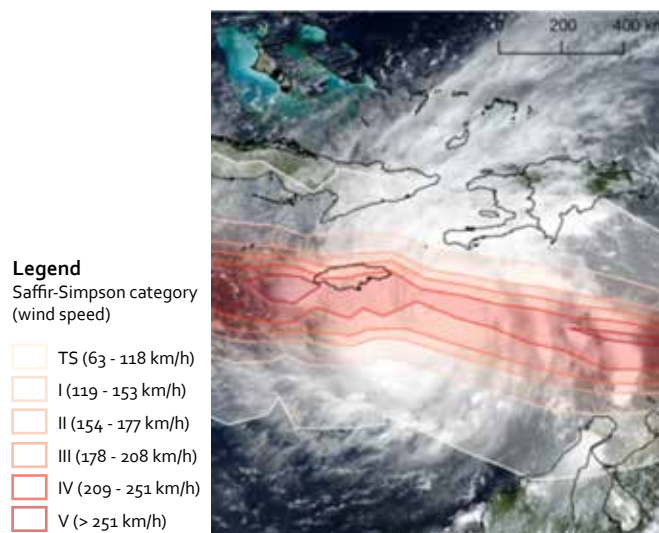 0 200 400 km
Legend
Saffir-Simpson category
(wind speed)
TS (63 - 118 km/h)
I (119 - 153 km/h)
II (154 - 177 km/h)
III (178 - 208 km/h)
IV (209 - 251 km/h)
V (> 251 km/h)